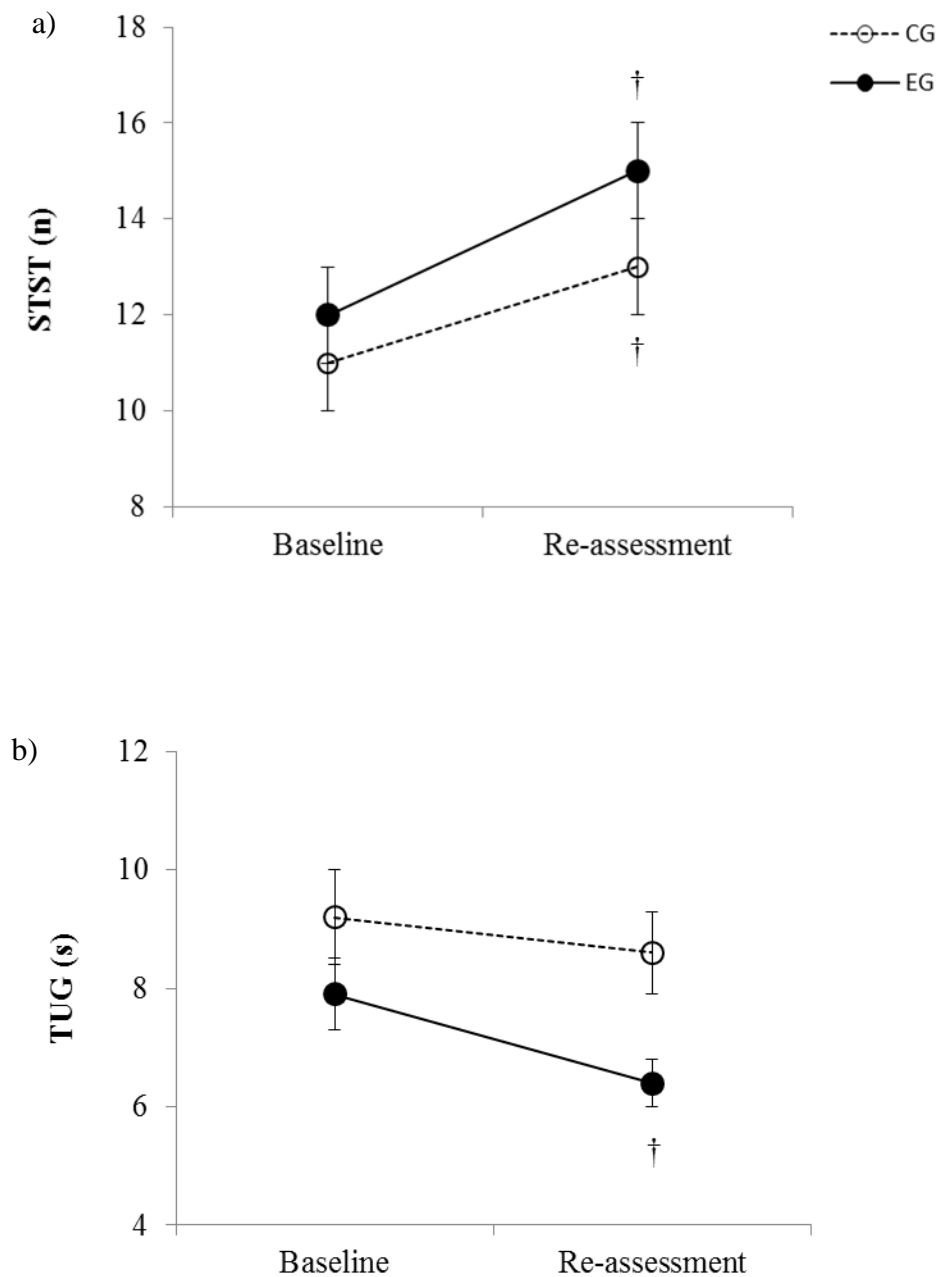 a)
CG
EG
STST (n)
18
16
14
12
10
8
†
†
Baseline Re-assessment
b)
TUG (s)
12
10
8
6
4
†
Baseline Re-assessment